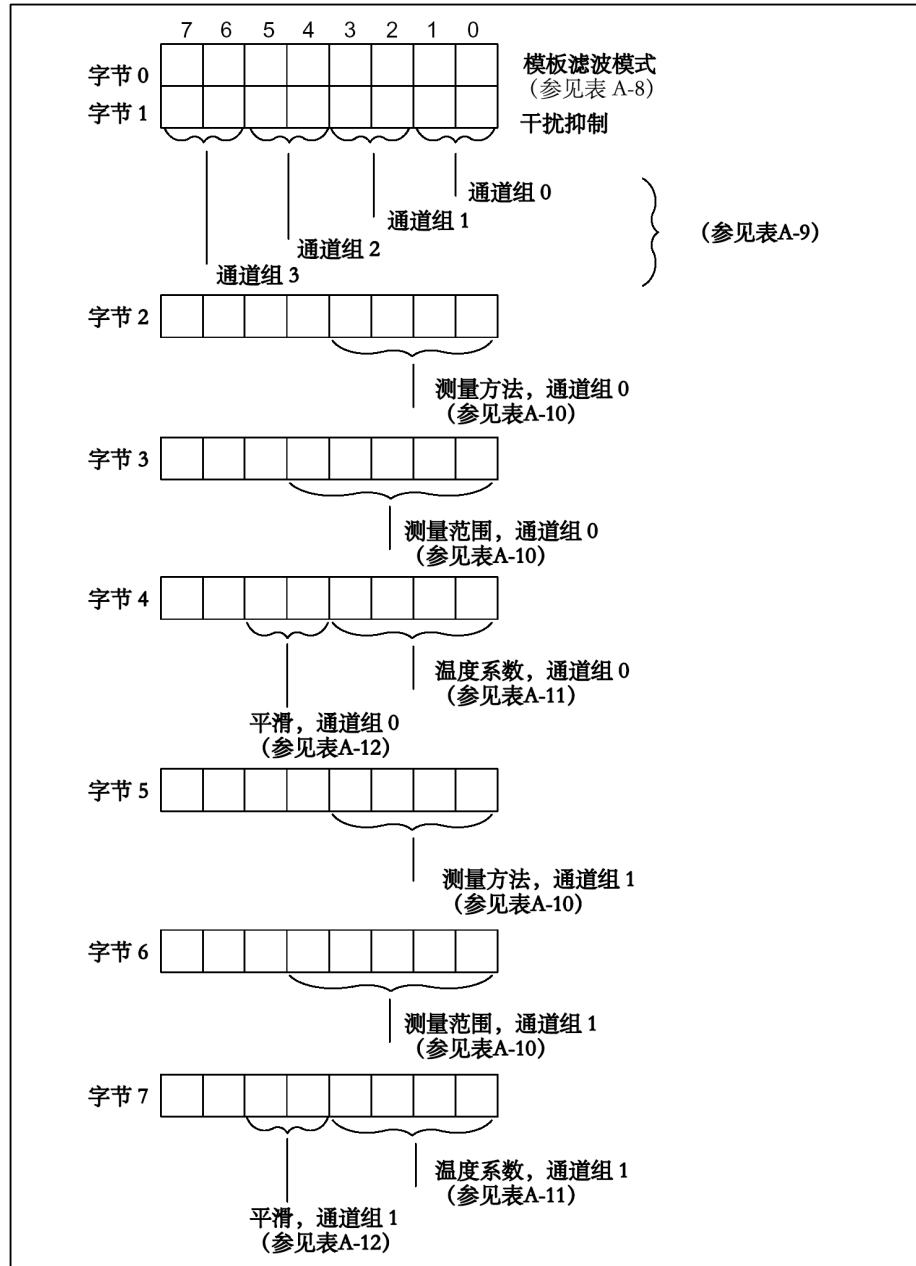 7 6 5 4 3 2 1 0
字节 0
模板滤波模式
（参见表 A-8）
字节 1
干扰抑制
通道组 0
通道组 1
通道组 2
通道组 3
（参见表A-9）
字节 2
测量方法，通道组 0
（参见表A-10）
字节 3
测量范围，通道组 0
（参见表A-10）
字节 4
温度系数，通道组 0
（参见表A-11）
平滑，通道组 0
（参见表A-12）
字节 5
测量方法，通道组 1
（参见表A-10）
字节 6
测量范围，通道组 1
（参见表A-10）
字节 7
温度系数，通道组 1
（参见表A-11）
平滑，通道组 1
（参见表A-12）